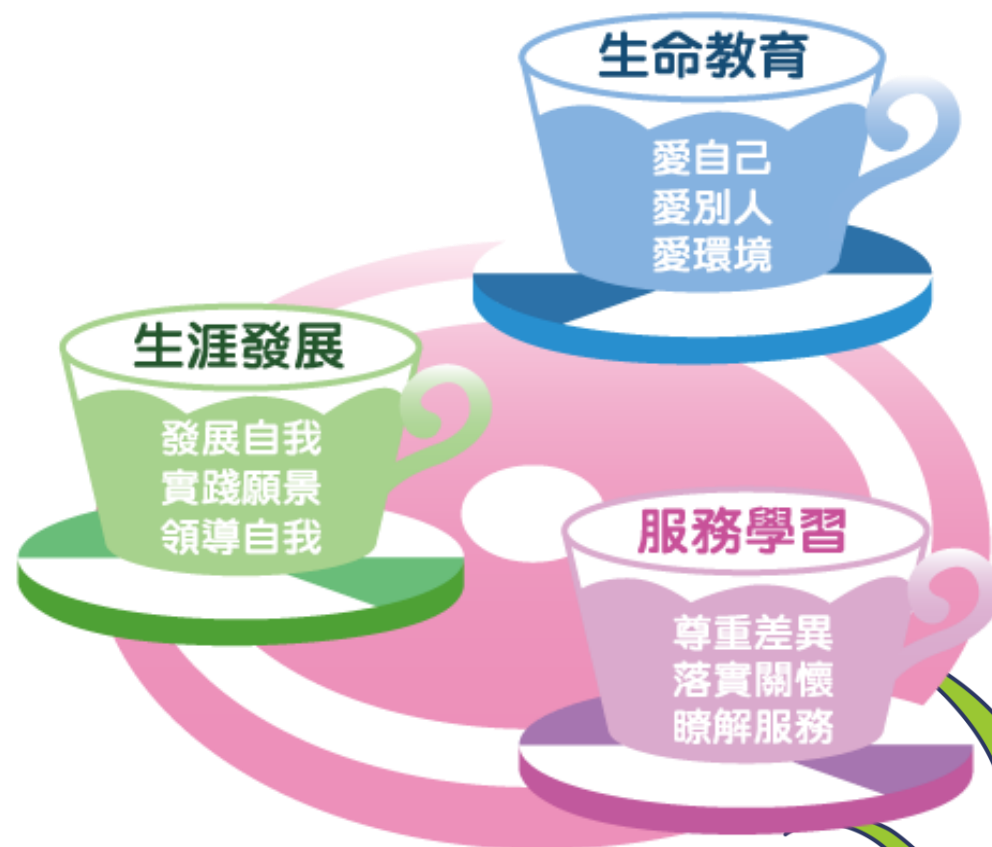 生命教育
愛自己
愛別人
愛環境
生涯發展
發展自我
實踐願景
領導自我
服務學習
尊重差異
落實關懷
瞭解服務